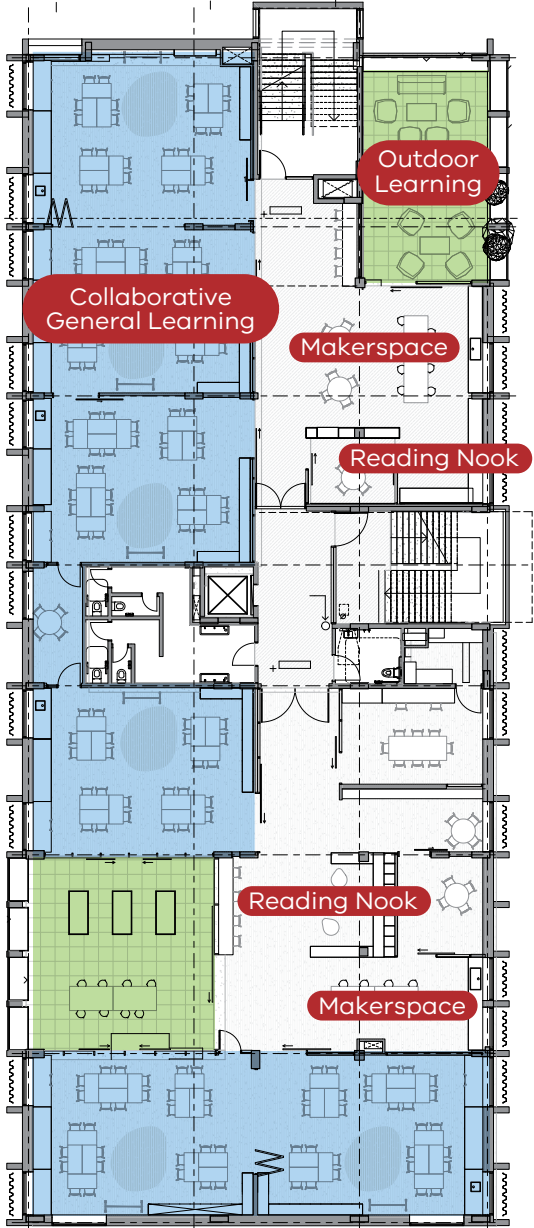 Outdoor
Learning
Collaborative
General Learning
Makerspace
Reading Nook
Reading Nook
Makerspace